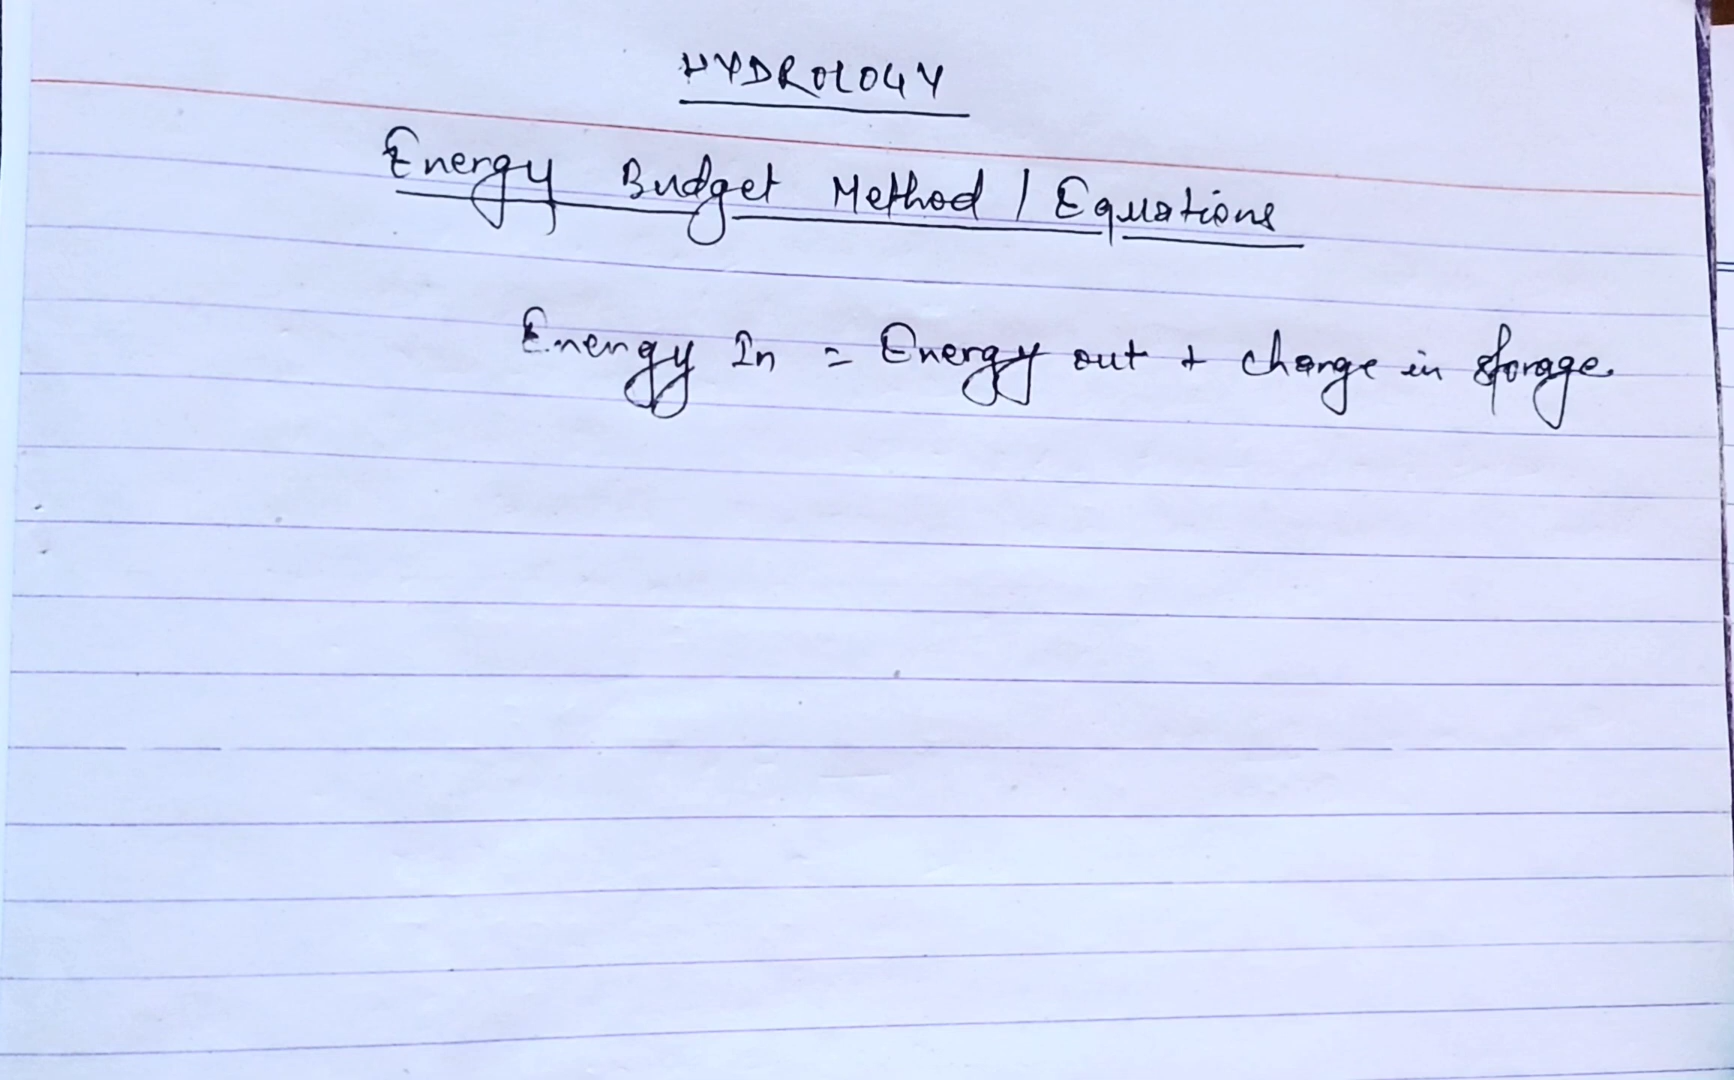 HYDROLOGY
Energy Budget Method / Equations
Energy In = Energy out + change in storage.